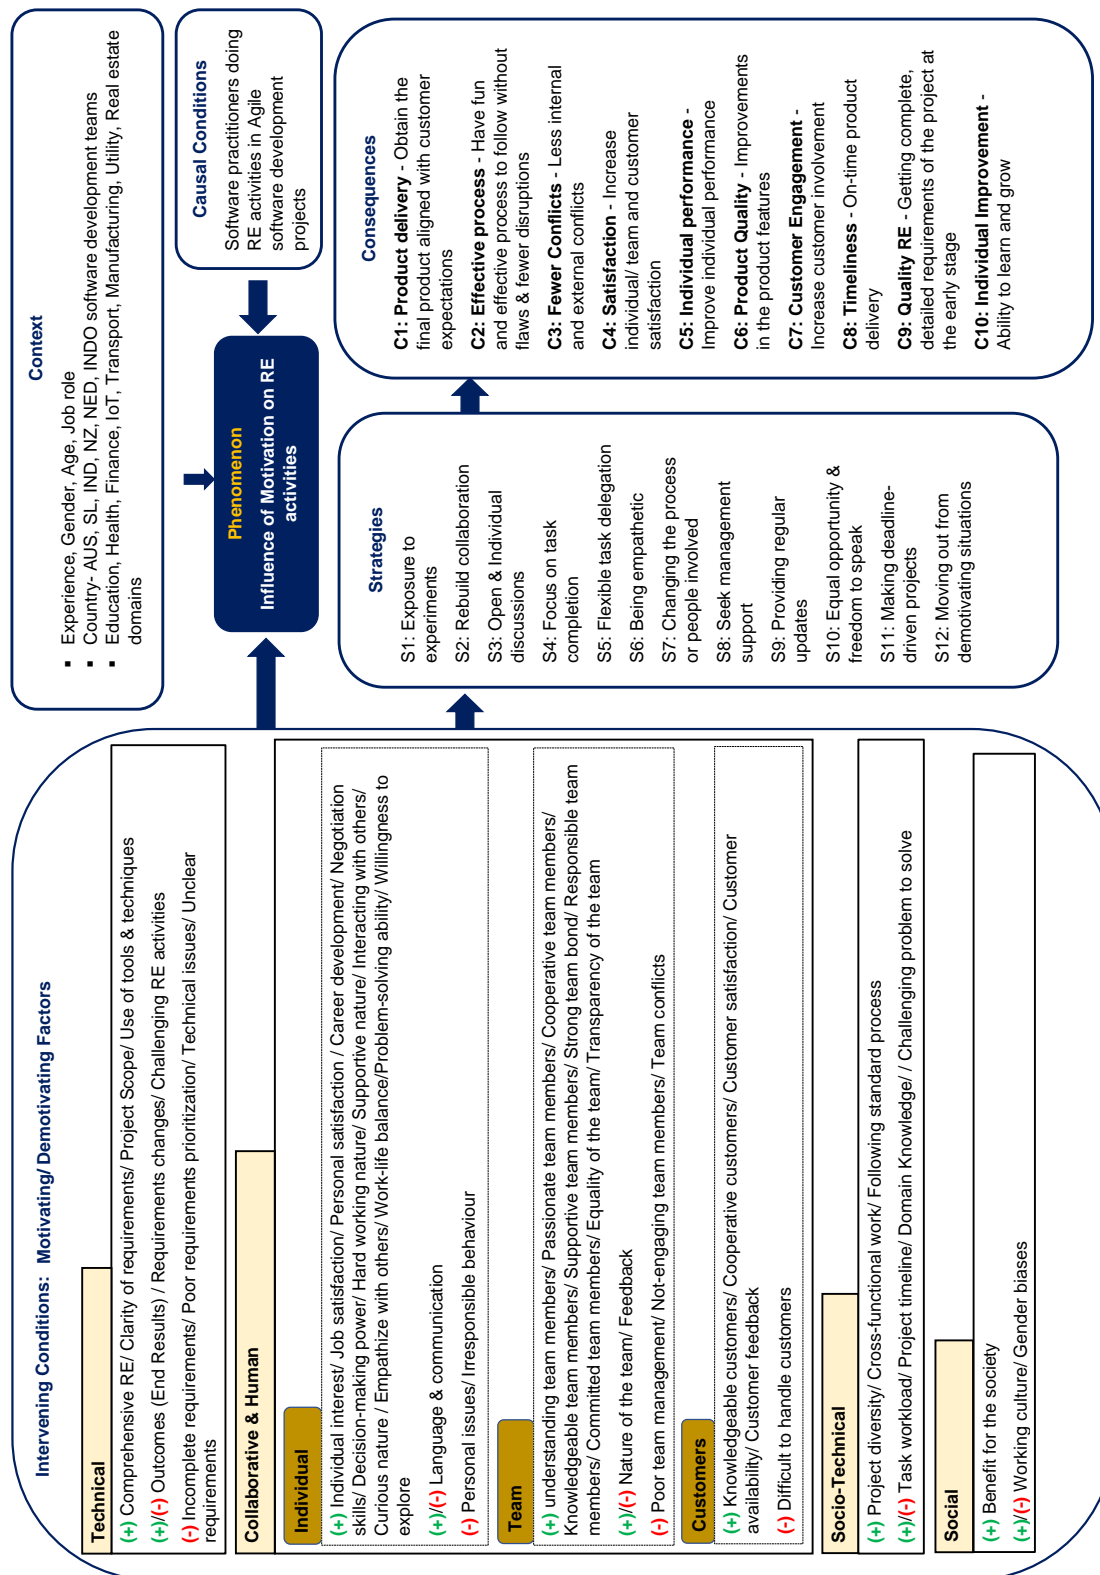 Intervening Conditions:  Motivating/ Demotivating Factors
Technical
(+) Comprehensive RE/ Clarity of requirements/ Project Scope/ Use of tools & techniques
(+)/(-) Outcomes (End Results) / Requirements changes/ Challenging RE activities
(-) Incomplete requirements/ Poor requirements prioritization/ Technical issues/ Unclear
requirements
Collaborative & Human
Individual
(+) Individual interest/ Job satisfaction/ Personal satisfaction / Career development/ Negotiation
skills/ Decision-making power/ Hard working nature/ Supportive nature/ Interacting with others/
Curious nature / Empathize with others/ Work-life balance/Problem-solving ability/ Willingness to
explore
(+)/(-) Language & communication
(-) Personal issues/ Irresponsible behaviour
Team
(+) understanding team members/ Passionate team members/ Cooperative team members/
Knowledgeable team members/ Supportive team members/ Strong team bond/ Responsible team
members/ Committed team members/ Equality of the team/ Transparency of the team
(+)/(-) Nature of the team/ Feedback
(-) Poor team management/ Not-engaging team members/ Team conflicts
Customers
(+) Knowledgeable customers/ Cooperative customers/ Customer satisfaction/ Customer
availability/ Customer feedback
(-) Difficult to handle customers
Socio-Technical
(+) Project diversity/ Cross-functional work/ Following standard process
(+)/(-) Task workload/ Project timeline/ Domain Knowledge/ / Challenging problem to solve
Social
(+) Benefit for the society
(+)/(-) Working culture/ Gender biases
Context
▪ Experience, Gender, Age, Job role
▪ Country- AUS, SL, IND, NZ, NED, INDO software development teams
▪ Education, Health, Finance, IoT, Transport, Manufacturing, Utility, Real estate
domains
Phenomenon
Influence of Motivation on RE
activities
Causal Conditions
Software practitioners doing
RE activities in Agile
software development
projects
Strategies
S1: Exposure to
experiments
S2: Rebuild collaboration
S3: Open & Individual
discussions
S4: Focus on task
completion
S5: Flexible task delegation
S6: Being empathetic
S7: Changing the process
or people involved
S8: Seek management
support
S9: Providing regular
updates
S10: Equal opportunity &
freedom to speak
S11: Making deadline-
driven projects
S12: Moving out from
demotivating situations
Consequences
C1: Product delivery - Obtain the
final product aligned with customer
expectations
C2: Effective process - Have fun
and effective process to follow without
flaws & fewer disruptions
C3: Fewer Conflicts - Less internal
and external conflicts
C4: Satisfaction - Increase
individual/ team and customer
satisfaction
C5: Individual performance -
Improve individual performance
C6: Product Quality - Improvements
in the product features
C7: Customer Engagement -
Increase customer involvement
C8: Timeliness - On-time product
delivery
C9: Quality RE - Getting complete,
detailed requirements of the project at
the early stage
C10: Individual Improvement -
Ability to learn and grow